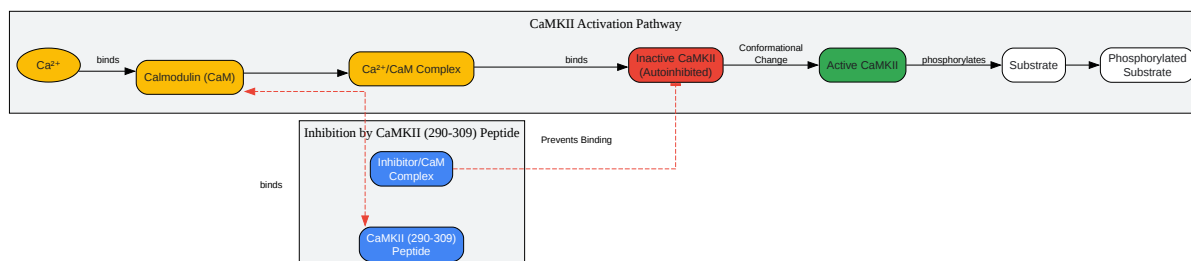 CaMKII Activation Pathway
Ca²⁺
binds
Calmodulin (CaM)
Ca²⁺/CaM Complex
binds
Inactive CaMKII
(Autoinhibited)
Conformational
Change
Active CaMKII
phosphorylates
Substrate
Phosphorylated
Substrate
Inhibition by CaMKII (290-309) Peptide
Inhibitor/CaM
Complex
Prevents Binding
binds
CaMKII (290-309)
Peptide